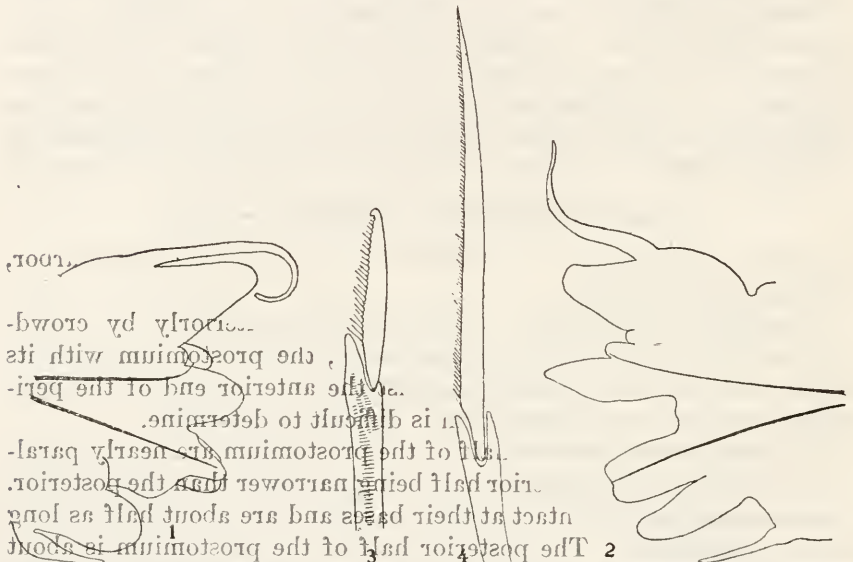 by crowd-
, the prostomium with its
the anterior end of the peri-
is difficult to determine.
of the prostomium are nearly paral-
half being narrower than the posterior.
at their bases and are about half as long
The posterior half of the prostomium is about
1 3 4 2